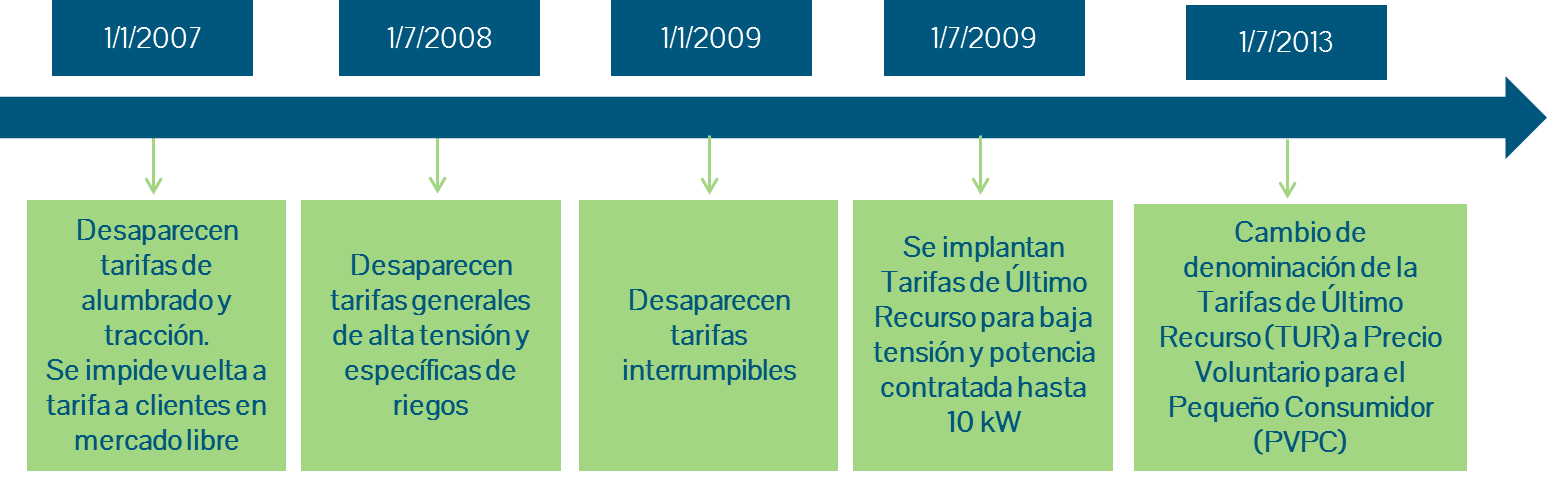 1/1/2007
1/7/2008
1/1/2009
1/7/2009
1/7/2013
Desaparecen
tarifas de
alumbrado y
tracción.
Se impide vuelta a
tarifa a clientes en
mercado libre
Desaparecen
tarifas generales
de alta tensión y
específicas de
riegos
Desaparecen
tarifas
interrumpibles
Se implantan
Tarifas de Último
Recurso para baja
tensión y potencia
contratada hasta
10 kW
Cambio de
denominación de la
Tarifas de Último
Recurso (TUR) a Precio
Voluntario para el
Pequeño Consumidor
(PVPC)